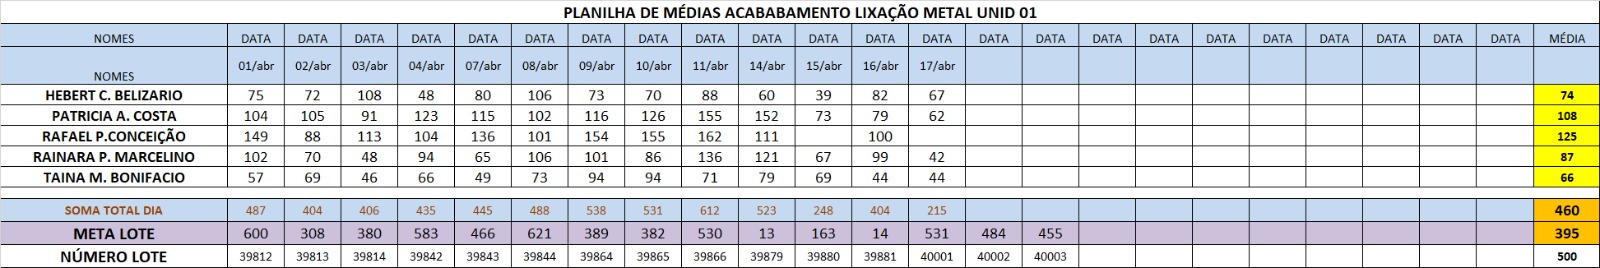 PLANILHA DE MÉDIAS ACABABAMENTO LIXAÇÃO METAL UNID 01
NOMES DATA DATA DATA DATA DATA DATA DATA DATA DATA DATA DATA DATA DATA DATA DATA DATA DATA DATA DATA DATA DATA DATA DATA MÉDIA
NOMES 01/abr 02/abr 03/abr 04/abr 07/abr 08/abr 09/abr 10/abr 11/abr 14/abr 15/abr 16/abr 17/abr
HEBERT C. BELIZARIO 75 72 108 48 80 106 73 70 88 60 39 82 67 74
PATRICIA A. COSTA 104 105 91 123 115 102 116 126 155 152 73 79 62 108
RAFAEL P.CONCEIÇÃO 149 88 113 104 136 101 154 155 162 111 100 125
RAINARA P. MARCELINO 102 70 48 94 65 106 101 86 136 121 67 99 42 87
TAINA M. BONIFACIO 57 69 46 66 49 73 94 94 71 79 69 44 44 66
SOMA TOTAL DIA 487 404 406 435 445 488 538 531 612 523 248 404 215 460
META LOTE 600 308 380 583 466 621 389 382 530 13 163 14 531 484 455 395
NÚMERO LOTE 39812 39813 39814 39842 39843 39844 39864 39865 39866 39879 39880 39881 40001 40002 40003 500